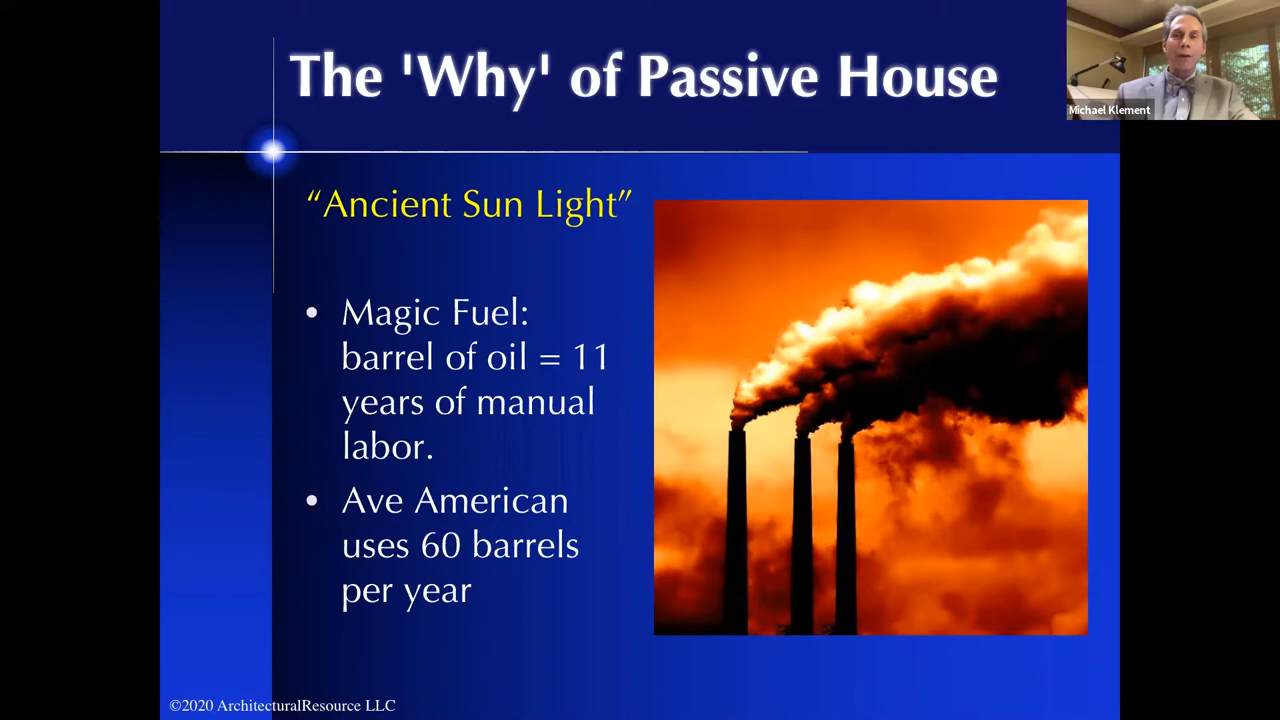 The 'Why' of Passive House
Michael Klement
“Ancient Sun Light”
• Magic Fuel:
barrel of oil = 11
years of manual
labor.
• Ave American
uses 60 barrels
per year
©2020 ArchitecturalResource LLC